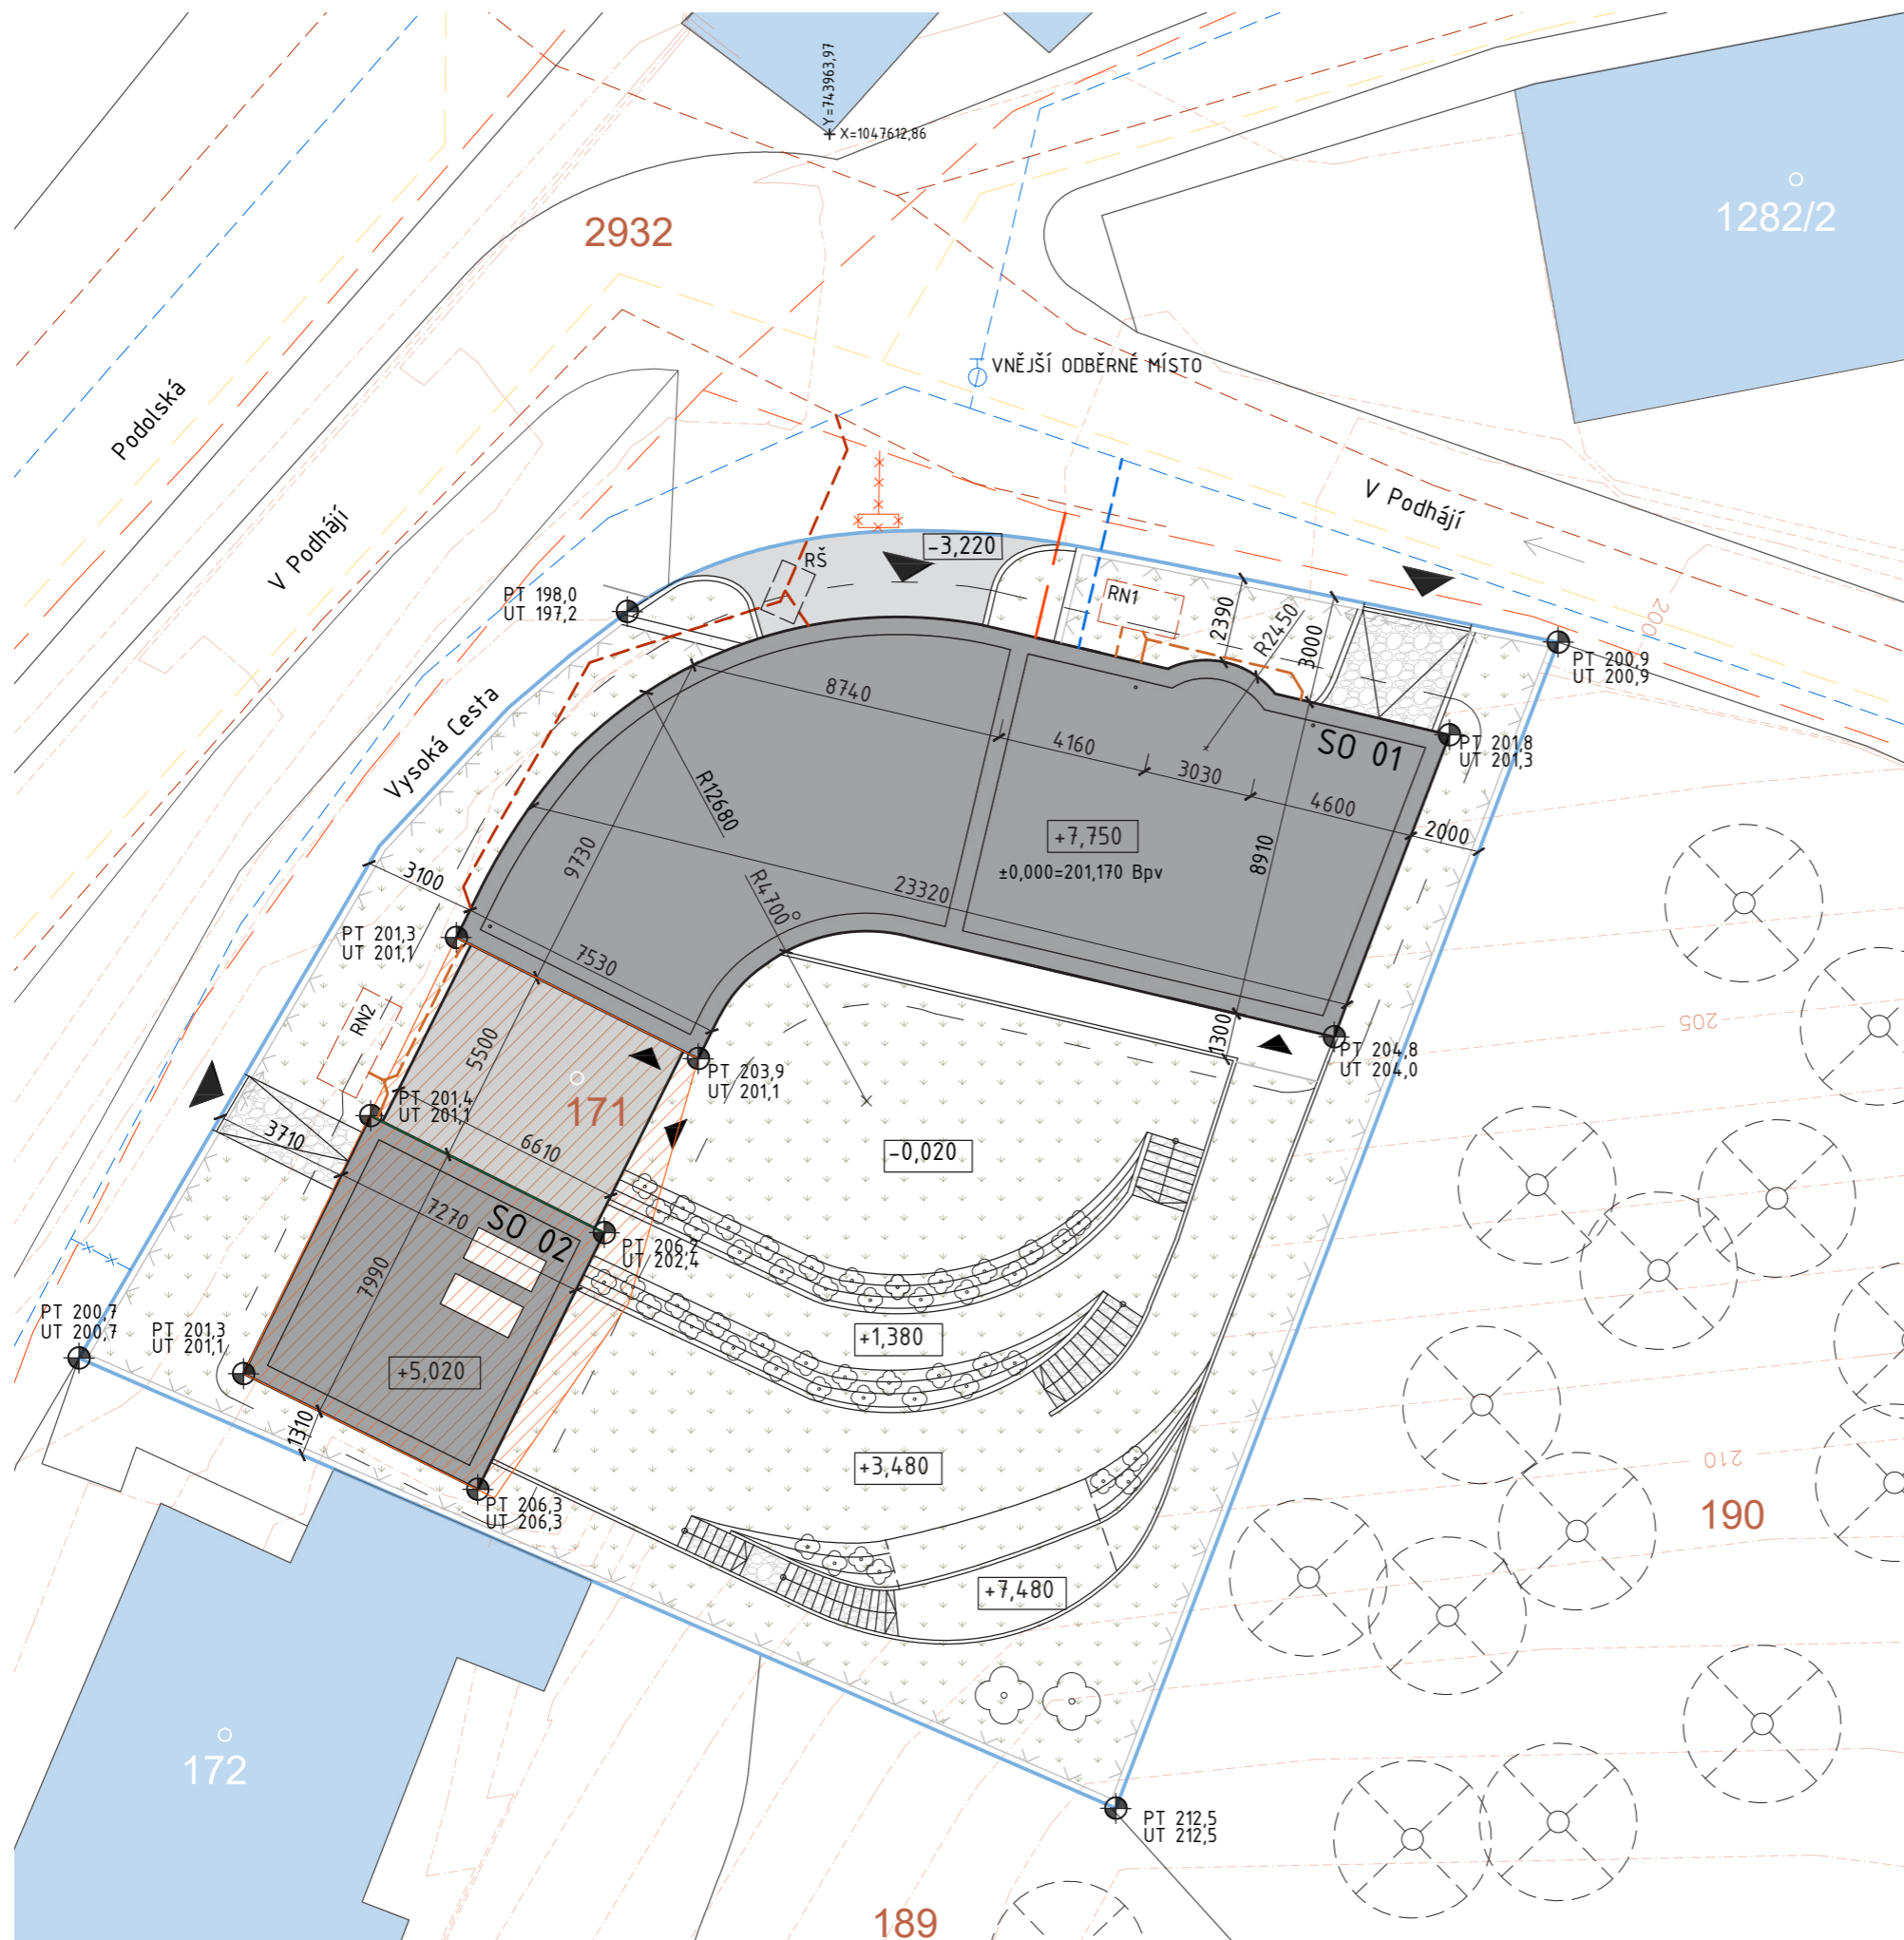 Y=743963,97
X=1047612,86
2932
1282/2
Podolská
V Podhájí
VNĚJŠÍ ODBĚRNÉ MÍSTO
V Podhájí
-3,220
RŠ
PT 198,0
UT 197,2
RN1
2390
R2450
3000
200
PT 200,9
UT 200,9
Vysoká Cesta
8740
4160
3030
SO 01
PT 201,8
UT 201,3
4600
2000
R12680
+7,750
±0,000=201,170 Bpv
9730
8910
3100
R4700
23320
PT 201,3
UT 201,1
7530
RN2
5500
1300
205
PT 204,8
UT 204,0
PT 203,9
UT 201,1
PT 201,4
UT 201,1
171
3710
6610
-0,020
7270
SO 02
PT 206,2
UT 202,4
7990
PT 200,7
UT 200,7
PT 201,3
UT 201,1
+1,380
+5,020
1310
+3,480
210
190
PT 206,3
UT 206,3
+7,480
172
PT 212,5
UT 212,5
189